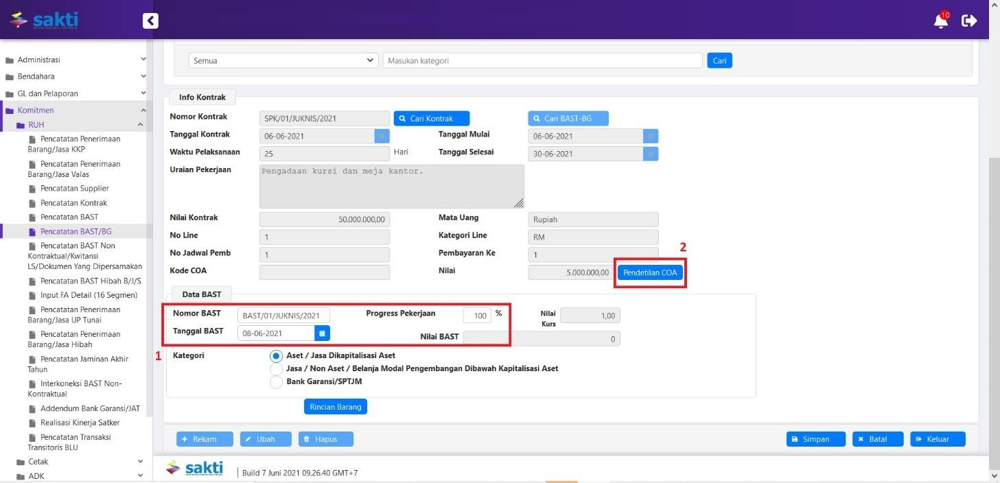 sakti
10
Administrasi
Bendahara
GL dan Pelaporan
Komitmen
RUH
Pencatatan Penerimaan
Barang/Jasa KKP
Pencatatan Penerimaan
Barang/Jasa Valas
Pencatatan Supplier
Pencatatan Kontrak
Pencatatan BAST
Pencatatan BAST/BG
Pencatatan BAST Non
Kontraktual/Kwitansi
LS/Dokumen Yang Dipersamakan
Pencatatan BAST Hibah B/J/S
Input FA Detail (16 Segmen)
Pencatatan Penerimaan
Barang/Jasa UP Tunai
Pencatatan Penerimaan
Barang/Jasa Hibah
Pencatatan Jaminan Akhir
Tahun
Interkoneksi BAST Non-
Kontraktual
Addendum Bank Garansi/JAT
Realisasi Kinerja Satker
Pencatatan Transaksi
Transitoris BLU
Cetak
ADK
Semua Masukan kategori Cari
Info Kontrak
Nomor Kontrak SPK/01/JUKNIS/2021 Cari Kontrak Cari BAST-BG
Tanggal Kontrak 06-06-2021 Tanggal Mulai 06-06-2021
Waktu Pelaksanaan 25 Hari Tanggal Selesai 30-06-2021
Uraian Pekerjaan Pengadaan kursi dan meja kantor.
Nilai Kontrak 50.000.000,00 Mata Uang Rupiah
No Line 1 Kategori Line RM
2
No Jadwal Pemb 1 Pembayaran Ke 1
Kode COA Nilai 5.000.000,00 Pendetilan COA
Data BAST
Nomor BAST BAST/01/JUKNIS/2021 Progress Pekerjaan 100 % Nilai Kurs 1,00
Tanggal BAST 08-06-2021 Nilai BAST 0
1
Kategori Aset / Jasa Dikapitalisasi Aset
Jasa / Non Aset / Belanja Modal Pengembangan Dibawah Kapitalisasi Aset
Bank Garansi/SPTJM
Rincian Barang
Rekam Ubah Hapus Simpan Batal Keluar
sakti Build 7 Juni 2021 09.26.40 GMT+7